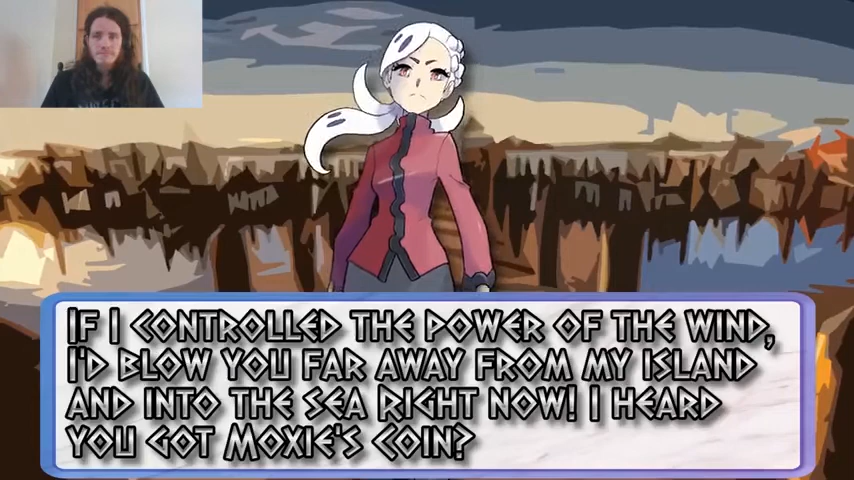 If I controlled the power of the wind,
I'd blow you far away from my island
and into the sea Right now! I heard
you got Moxie's Coin?